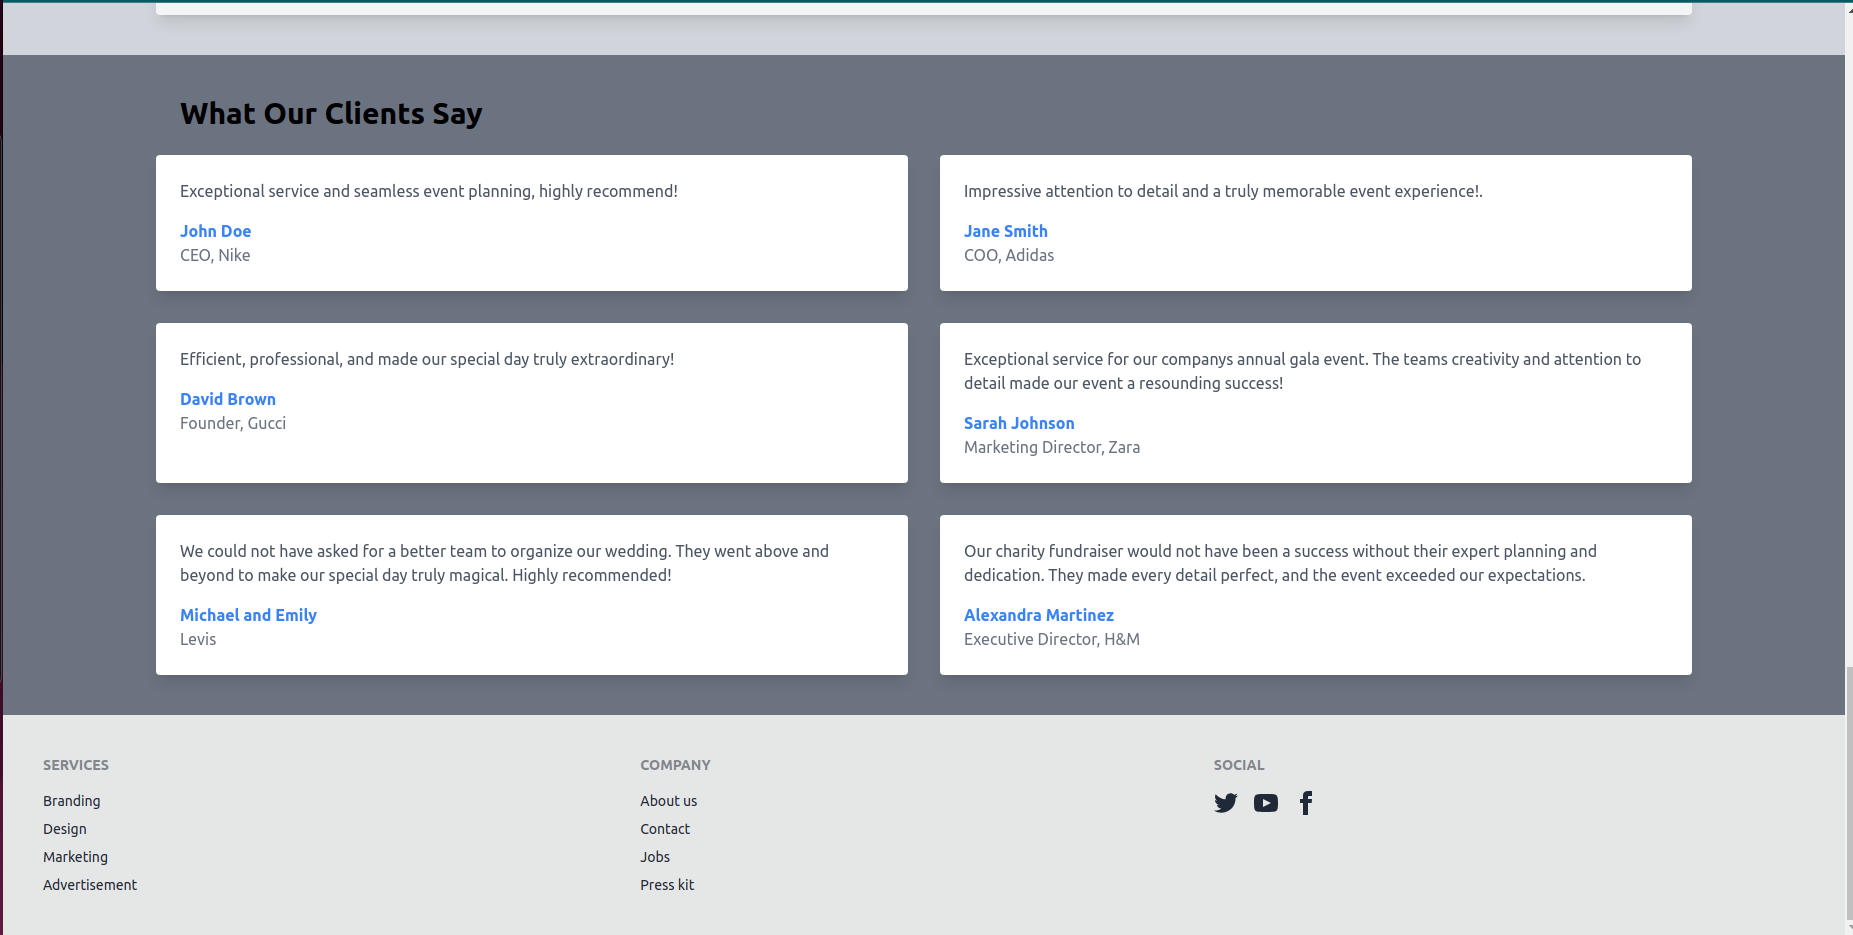 What Our Clients Say
Exceptional service and seamless event planning, highly recommend!
John Doe
CEO, Nike
Impressive attention to detail and a truly memorable event experience!.
Jane Smith
COO, Adidas
Efficient, professional, and made our special day truly extraordinary!
David Brown
Founder, Gucci
Exceptional service for our companys annual gala event. The teams creativity and attention to
detail made our event a resounding success!
Sarah Johnson
Marketing Director, Zara
We could not have asked for a better team to organize our wedding. They went above and
beyond to make our special day truly magical. Highly recommended!
Michael and Emily
Levis
Our charity fundraiser would not have been a success without their expert planning and
dedication. They made every detail perfect, and the event exceeded our expectations.
Alexandra Martinez
Executive Director, H&M
SERVICES
Branding
Design
Marketing
Advertisement
COMPANY
About us
Contact
Jobs
Press kit
SOCIAL